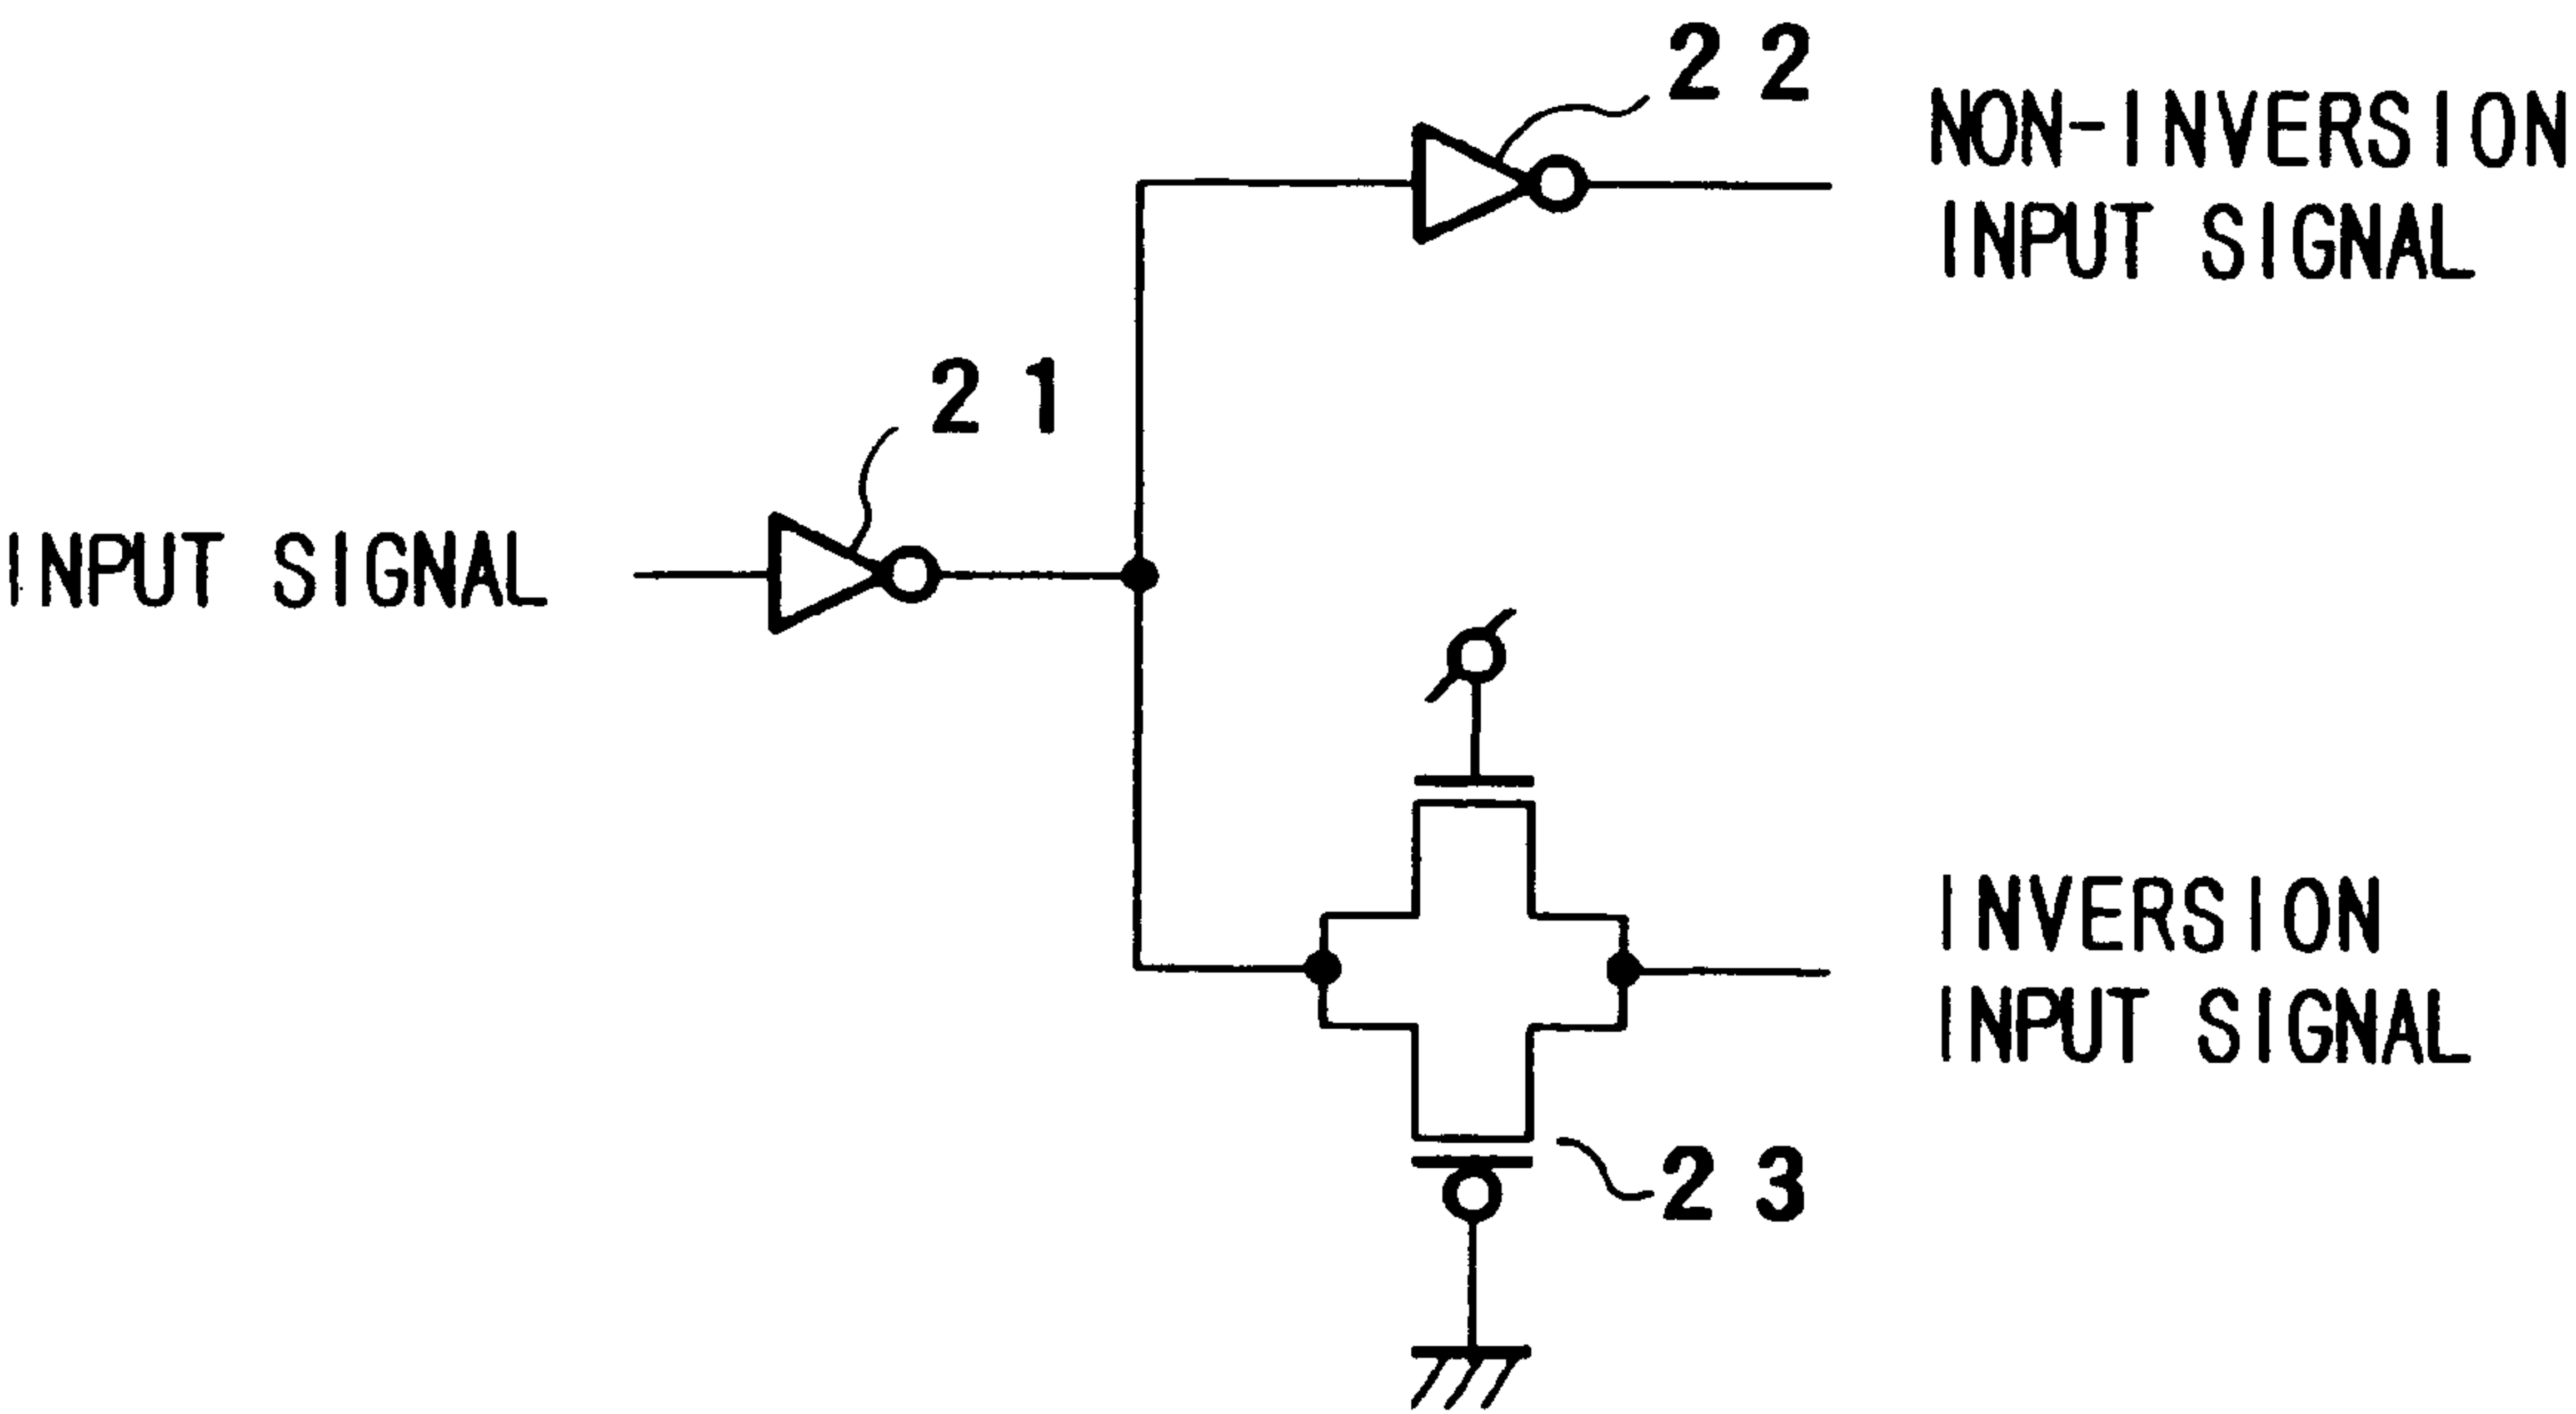 22
NON-INVERSION
INPUT SIGNAL
21
INPUT SIGNAL
INVERSION
INPUT SIGNAL
23